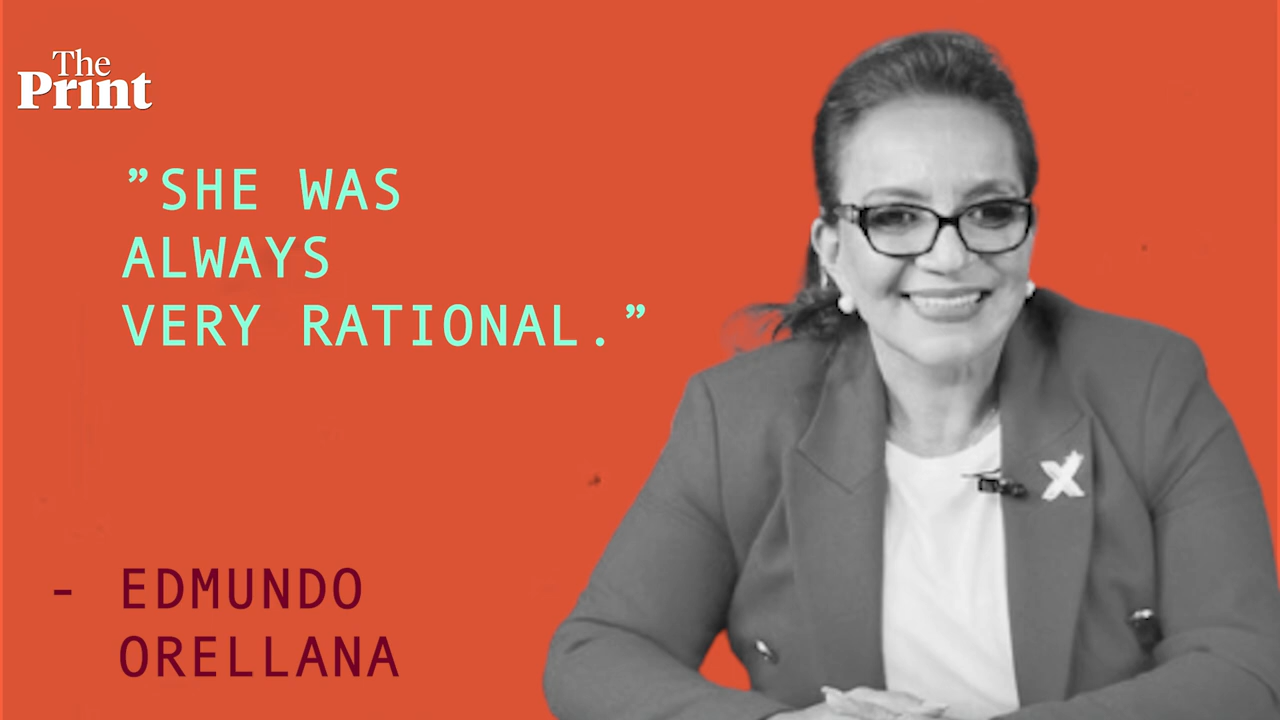 The
Print
”SHE WAS
ALWAYS
VERY RATIONAL.”
- EDMUNDO
ORELLANA
X